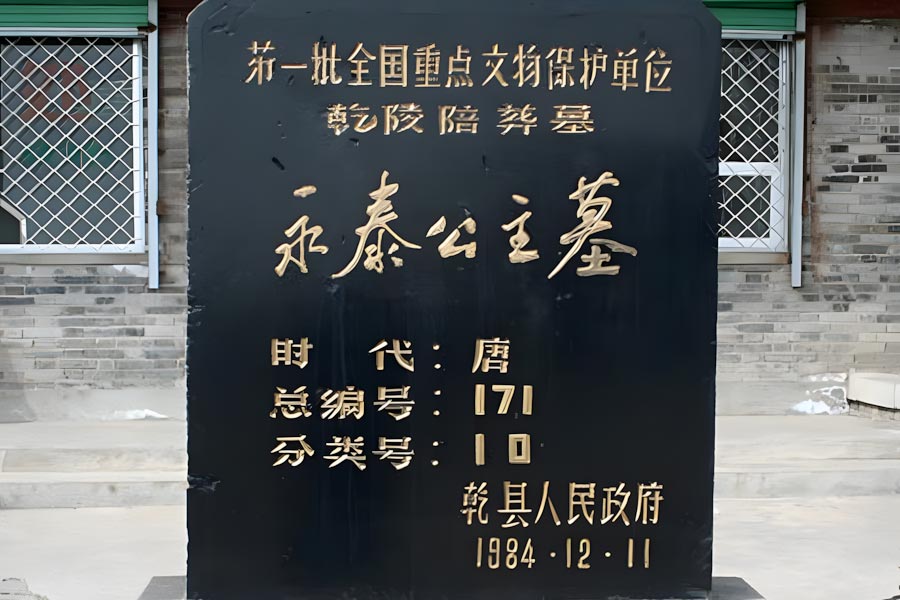 第一批全国重点文物保护单位
乾陵陪葬墓
永泰公主墓
时 代：唐
总编号：171
分类号：10
乾县人民政府
1984·12·11